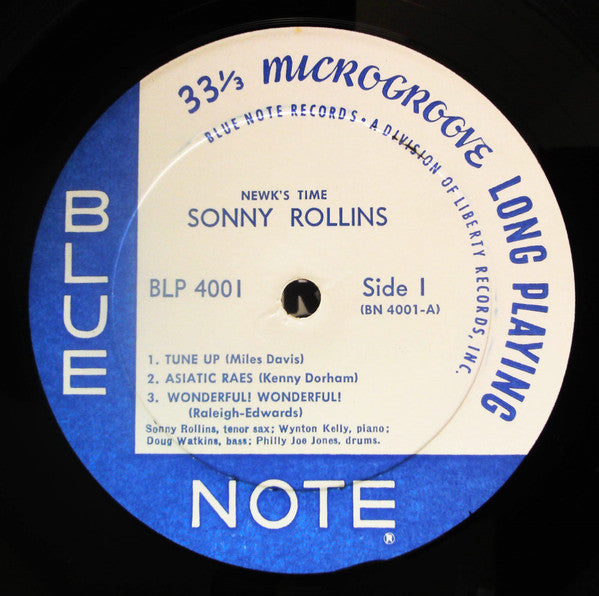 33⅓ MICROGROOVE LONG PLAYING
BLUE NOTE RECORDS • A DIVISION OF LIBERTY RECORDS, INC.
NEWK'S TIME
SONNY ROLLINS
BLP 4001
Side 1
(BN 4001-A)
1. TUNE UP (Miles Davis)
2. ASIATIC RAES (Kenny Dorham)
3. WONDERFUL! WONDERFUL!
(Raleigh-Edwards)
Sonny Rollins, tenor sax; Wynton Kelly, piano;
Doug Watkins, bass; Philly Joe Jones, drums.
BLUE
NOTE®